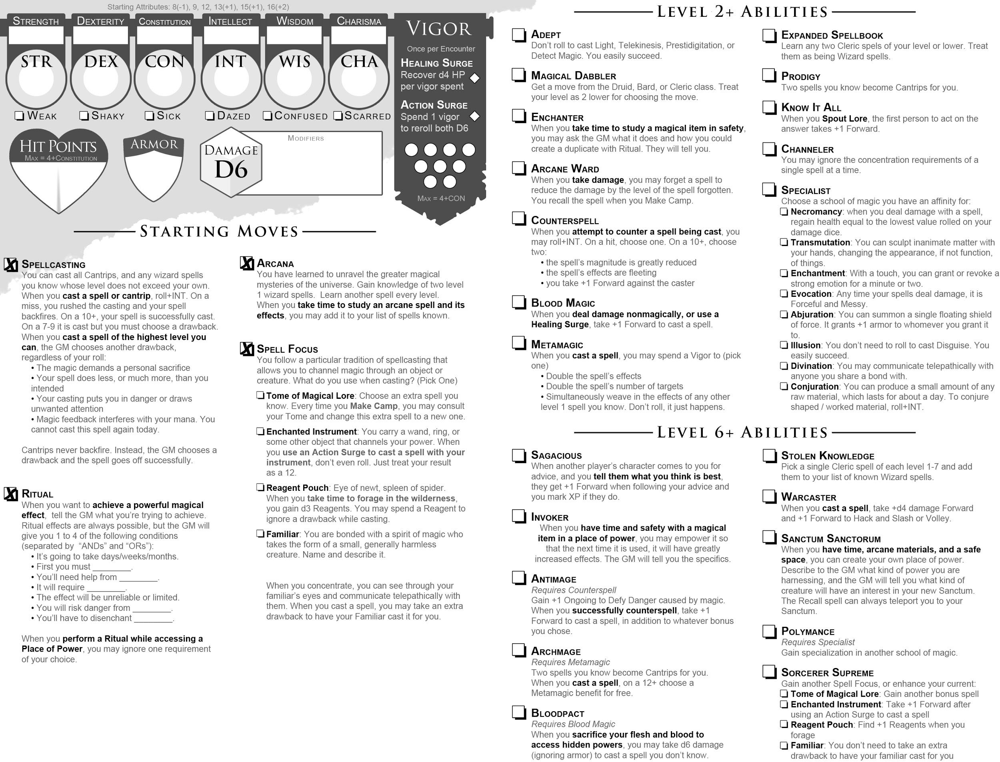 Starting Attributes: 8(-1), 9, 12, 13(+1), 15(+1), 16(+2)
Strength
Dexterity
Constitution
Intellect
Wisdom
Charisma
STR
DEX
CON
INT
WIS
CHA
Weak
Shaky
Sick
Dazed
Confused
Scarred
Hit Points
Max = 4+Constitution
Armor
Damage
D6
Modifiers
Vigor
Once per Encounter
Healing Surge
Recover d4 HP
per vigor spent
Action Surge
Spend 1 vigor
to reroll both D6
Max = 4+CON
Starting Moves
Spellcasting
You can cast all Cantrips, and any wizard spells
you know whose level does not exceed your own.
When you cast a spell or cantrip, roll+INT. On a
miss, you rushed the casting and your spell
backfires. On a 10+, your spell is successfully cast.
On a 7-9 it is cast but you must choose a drawback.
When you cast a spell of the highest level you
can, the GM chooses another drawback,
regardless of your roll:
• The magic demands a personal sacrifice
• Your spell does less, or much more, than you
intended
• Your casting puts you in danger or draws
unwanted attention
• Magic feedback interferes with your mana. You
cannot cast this spell again today.
Cantrips never backfire. Instead, the GM chooses a
drawback and the spell goes off successfully.
Ritual
When you want to achieve a powerful magical
effect, tell the GM what you're trying to achieve.
Ritual effects are always possible, but the GM will
give you 1 to 4 of the following conditions
(separated by “ANDs” and “ORs”):
• It's going to take days/weeks/months.
• First you must ________.
• You'll need help from ________.
• It will require ________.
• The effect will be unreliable or limited.
• You will risk danger from ________.
• You'll have to disenchant ________.
When you perform a Ritual while accessing a
Place of Power, you may ignore one requirement
of your choice.
Arcana
You have learned to unravel the greater magical
mysteries of the universe. Gain knowledge of two level
1 wizard spells. Learn another spell every level.
When you take time to study an arcane spell and its
effects, you may add it to your list of spells known.
Spell Focus
You follow a particular tradition of spellcasting that
allows you to channel magic through an object or
creature. What do you use when casting? (Pick One)
Tome of Magical Lore: Choose an extra spell you
know. Every time you Make Camp, you may consult
your Tome and change this extra spell to a new one.
Enchanted Instrument: You carry a wand, ring, or
some other object that channels your power. When
you use an Action Surge to cast a spell with your
instrument, don't even roll. Just treat your result
as a 12.
Reagent Pouch: Eye of newt, spleen of spider.
When you take time to forage in the wilderness,
you gain d3 Reagents. You may spend a Reagent to
ignore a drawback while casting.
Familiar: You are bonded with a spirit of magic who
takes the form of a small, generally harmless
creature. Name and describe it.
When you concentrate, you can see through your
familiar's eyes and communicate telepathically with
them. When you cast a spell, you may take an extra
drawback to have your Familiar cast it for you.
Level 2+ Abilities
Adept
Don't roll to cast Light, Telekinesis, Prestidigitation, or
Detect Magic. You easily succeed.
Magical Dabbler
Get a move from the Druid, Bard, or Cleric class. Treat
your level as 2 lower for choosing the move.
Enchanter
When you take time to study a magical item in safety,
you may ask the GM what it does and how you could
create a duplicate with Ritual. They will tell you.
Arcane Ward
When you take damage, you may forget a spell to
reduce the damage by the level of the spell forgotten.
You recall the spell when you Make Camp.
Counterspell
When you attempt to counter a spell being cast, you
may roll+INT. On a hit, choose one. On a 10+, choose
two:
• the spell's magnitude is greatly reduced
• the spell's effects are fleeting
• you take +1 Forward against the caster
Blood Magic
When you deal damage nonmagically, or use a
Healing Surge, take +1 Forward to cast a spell.
Metamagic
When you cast a spell, you may spend a Vigor to (pick
one)
• Double the spell's effects
• Double the spell's number of targets
• Simultaneously weave in the effects of any other
level 1 spell you know. Don't roll, it just happens.
Expanded Spellbook
Learn any two Cleric spels of your level or lower. Treat
them as being Wizard spells.
Prodigy
Two spells you know become Cantrips for you.
Know It All
When you Spout Lore, the first person to act on the
answer takes +1 Forward.
Channeler
You may ignore the concentration requirements of a
single spell at a time.
Specialist
Choose a school of magic you have an affinity for:
Necromancy: when you deal damage with a spell,
regain health equal to the lowest value rolled on your
damage dice.
Transmutation: You can sculpt inanimate matter with
your hands, changing the appearance, if not function,
of things.
Enchantment: With a touch, you can grant or revoke a
strong emotion for a minute or two.
Evocation: Any time your spells deal damage, it is
Forceful and Messy.
Abjuration: You can summon a single floating shield
of force. It grants +1 armor to whomever you grant it
to.
Illusion: You don't need to roll to cast Disguise. You
easily succeed.
Divination: You may communicate telepathically with
anyone you share a bond with.
Conjuration: You can produce a small amount of any
raw material, which lasts for about a day. To conjure
shaped / worked material, roll+INT.
Level 6+ Abilities
Sagacious
When another player's character comes to you for
advice, and you tell them what you think is best,
they get +1 Forward when following your advice and
you mark XP if they do.
Invoker
When you have time and safety with a magical
item in a place of power, you may empower it so
that the next time it is used, it will have greatly
increased effects. The GM will tell you the specifics.
Antimage
Requires Counterspell
Gain +1 Ongoing to Defy Danger caused by magic.
When you successfully counterspell, take +1
Forward to cast a spell, in addition to whatever bonus
you chose.
Archmage
Requires Metamagic
Two spells you know become Cantrips for you.
When you cast a spell, on a 12+ choose a
Metamagic benefit for free.
Bloodpact
Requires Blood Magic
When you sacrifice your flesh and blood to
access hidden powers, you may take d6 damage
(ignoring armor) to cast a spell you don't know.
Stolen Knowledge
Pick a single Cleric spell of each level 1-7 and add
them to your list of known Wizard spells.
Warcaster
When you cast a spell, take +d4 damage Forward
and +1 Forward to Hack and Slash or Volley.
Sanctum Sanctorum
When you have time, arcane materials, and a safe
space, you can create your own place of power.
Describe to the GM what kind of power you are
harnessing, and the GM will tell you what kind of
creature will have an interest in your new Sanctum.
The Recall spell can always teleport you to your
Sanctum.
Polymance
Requires Specialist
Gain specialization in another school of magic.
Sorcerer Supreme
Gain another Spell Focus, or enhance your current:
Tome of Magical Lore: Gain another bonus spell
Enchanted Instrument: Take +1 Forward after
using an Action Surge to cast a spell
Reagent Pouch: Find +1 Reagents when you
forage
Familiar: You don't need to take an extra
drawback to have your familiar cast for you